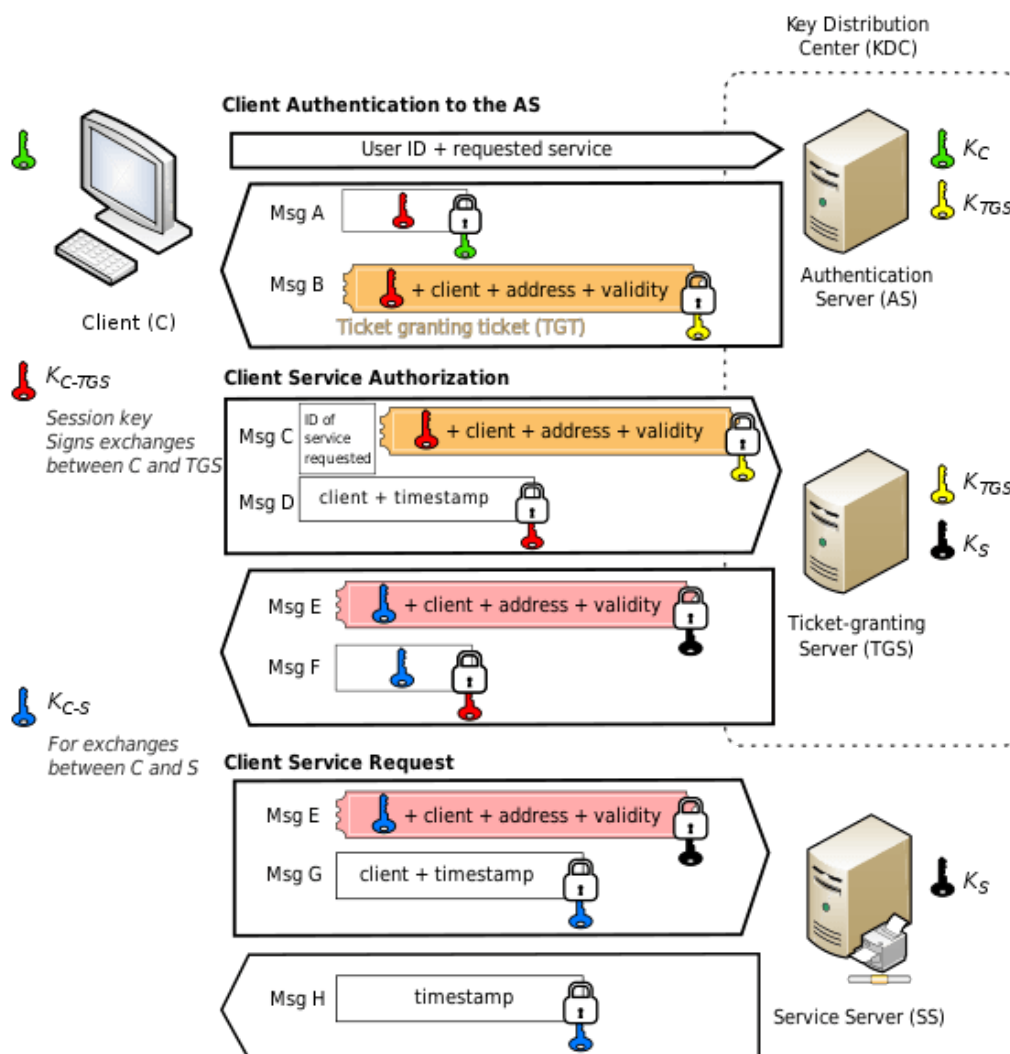 Key Distribution
Center (KDC)
Client Authentication to the AS
User ID + requested service
K_C
Msg A
K_TGS
Msg B
+ client + address + validity
Ticket granting ticket (TGT)
Authentication
Server (AS)
Client (C)
K_C-TGS
Session key
Signs exchanges
between C and TGS
Client Service Authorization
Msg C
ID of
service
requested
+ client + address + validity
Msg D
client + timestamp
K_TGS
K_S
Msg E
+ client + address + validity
Msg F
Ticket-granting
Server (TGS)
K_C-S
For exchanges
between C and S
Client Service Request
Msg E
+ client + address + validity
Msg G
client + timestamp
K_S
Msg H
timestamp
Service Server (SS)